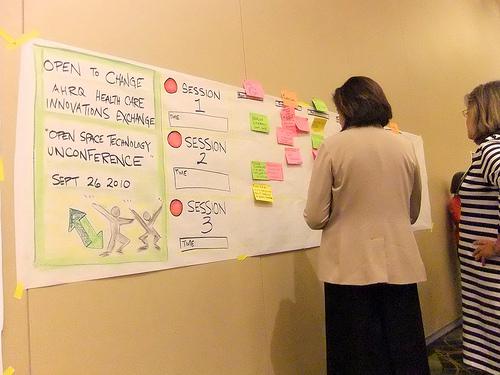 OPEN TO CHANGE
AHRQ HEALTH CARE
INNOVATIONS EXCHANGE
"OPEN SPACE TECHNOLOGY
UNCONFERENCE"
SEPT 26 2010
SESSION
1
TIME
SESSION
2
TIME
SESSION
3
TIME